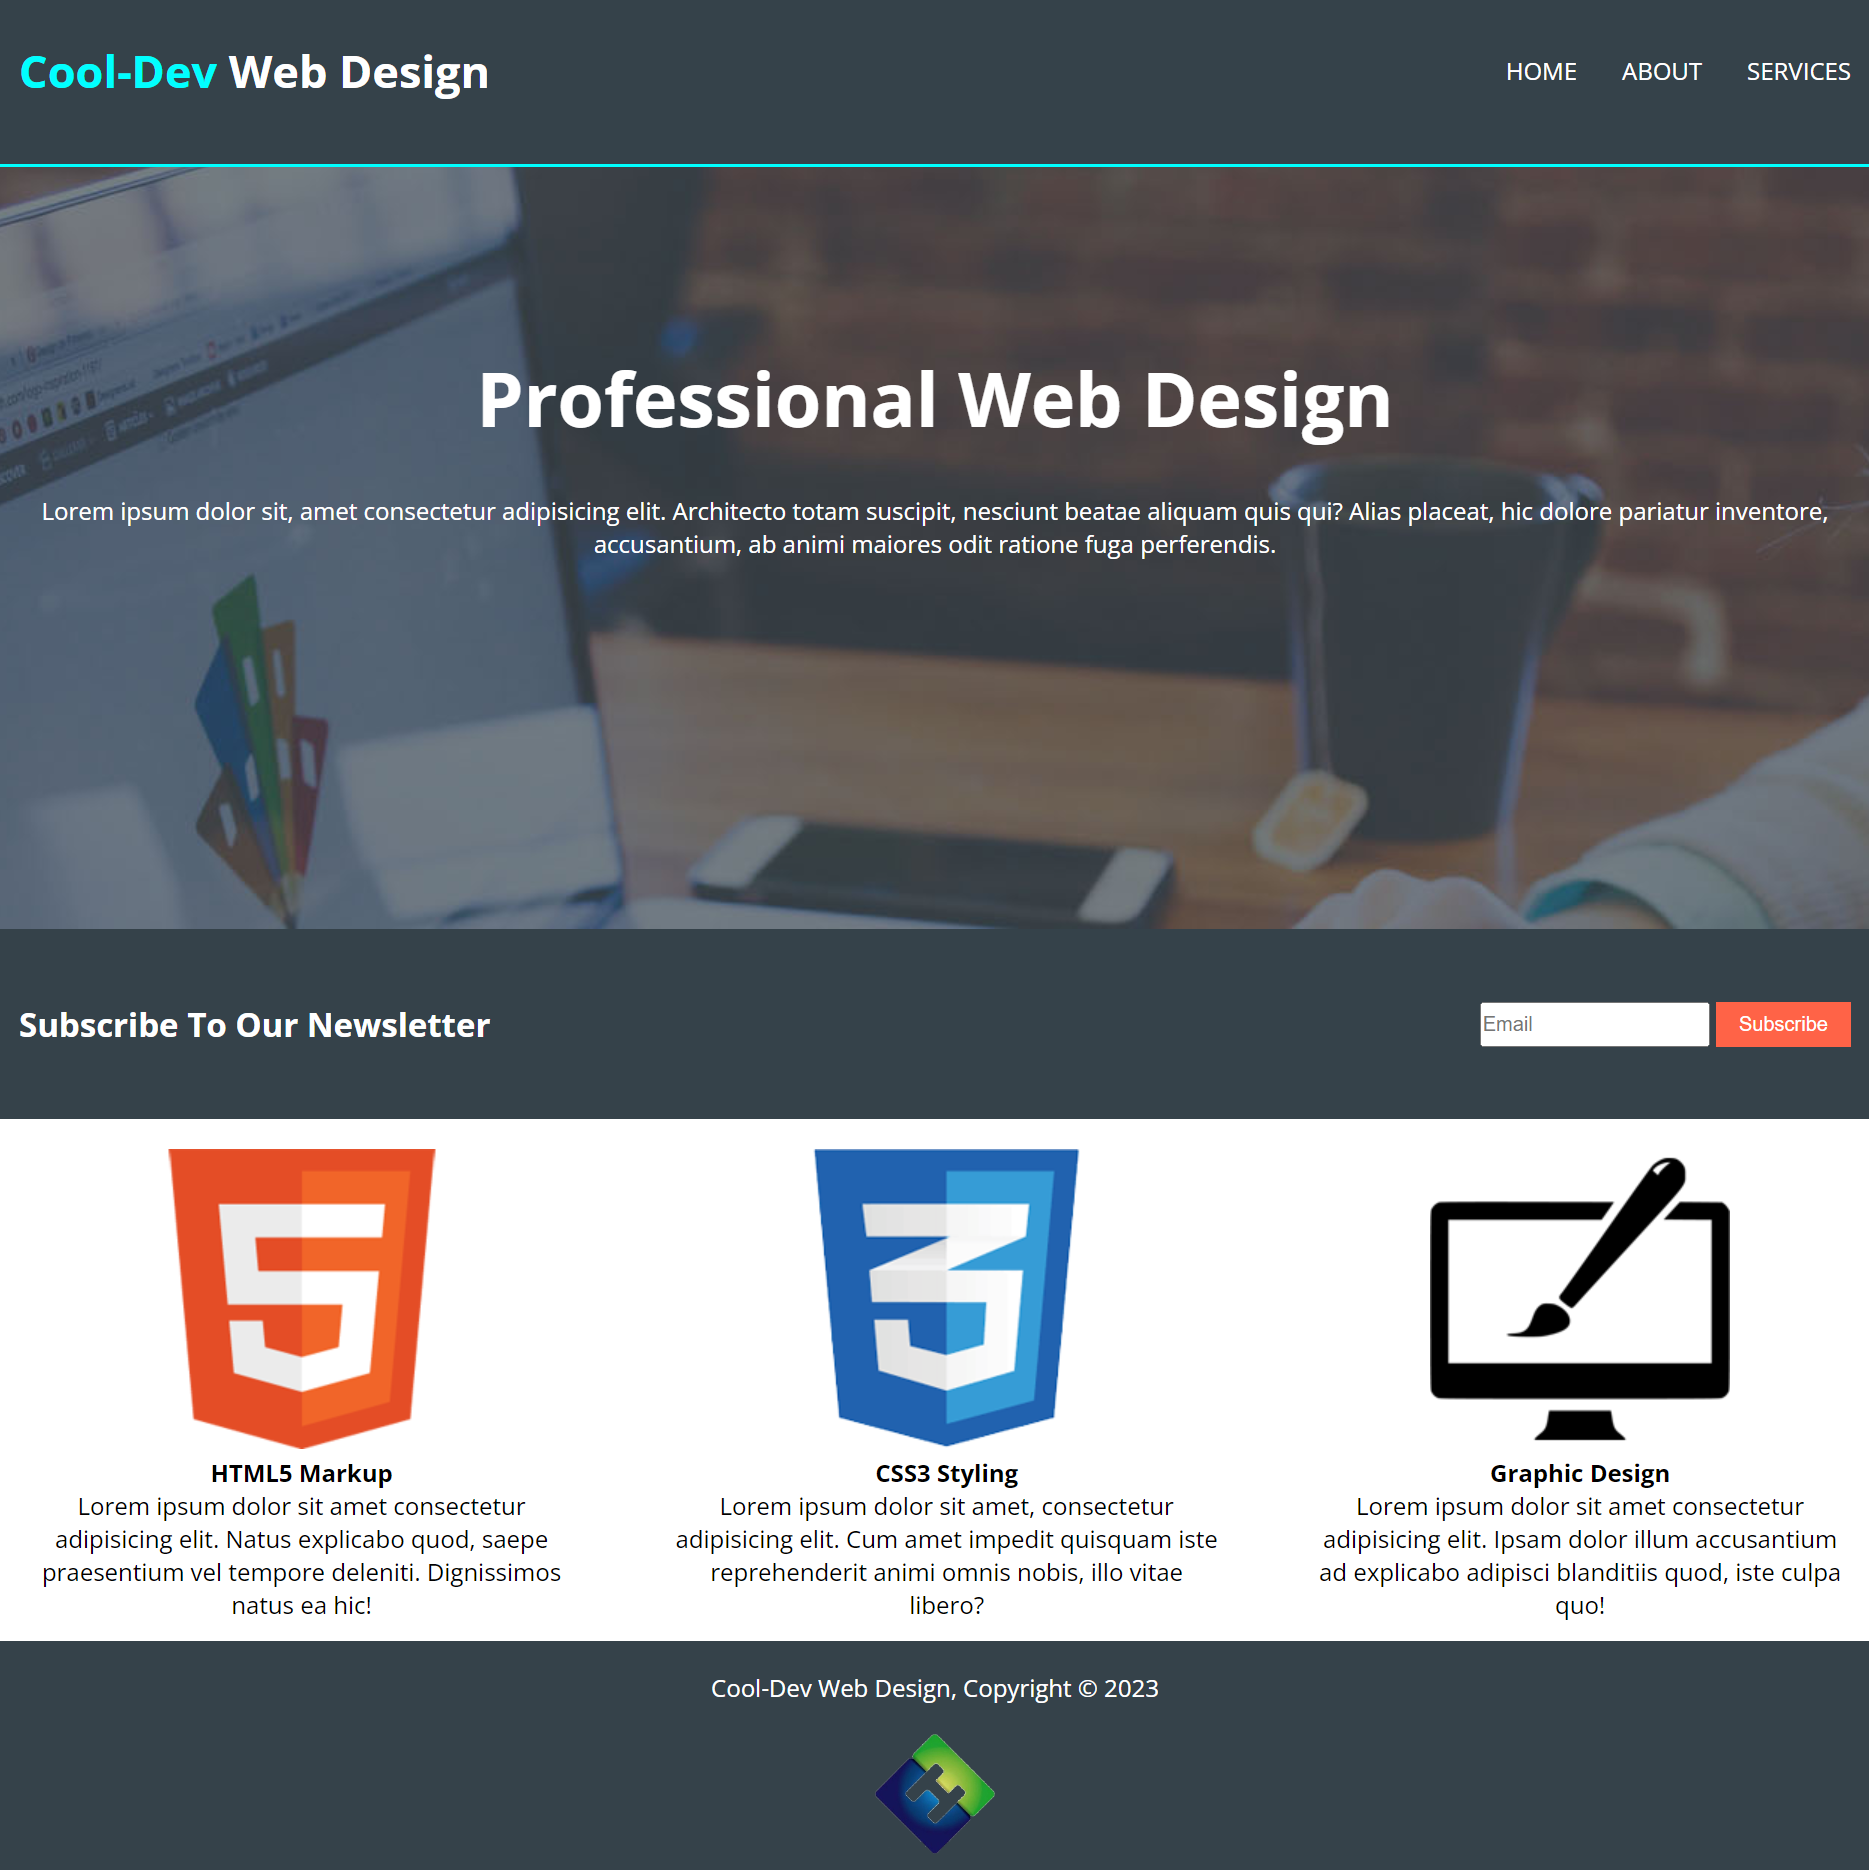 Cool-Dev Web Design
HOME ABOUT SERVICES
Professional Web Design
Lorem ipsum dolor sit, amet consectetur adipisicing elit. Architecto totam suscipit, nesciunt beatae aliquam quis qui? Alias placeat, hic dolore pariatur inventore,
accusantium, ab animi maiores odit ratione fuga perferendis.
Subscribe To Our Newsletter
Email
Subscribe
HTML5 Markup
Lorem ipsum dolor sit amet consectetur
adipisicing elit. Natus explicabo quod, saepe
praesentium vel tempore deleniti. Dignissimos
natus ea hic!
CSS3 Styling
Lorem ipsum dolor sit amet, consectetur
adipisicing elit. Cum amet impedit quisquam iste
reprehenderit animi omnis nobis, illo vitae
libero?
Graphic Design
Lorem ipsum dolor sit amet consectetur
adipisicing elit. Ipsam dolor illum accusantium
ad explicabo adipisci blanditiis quod, iste culpa
quo!
Cool-Dev Web Design, Copyright © 2023